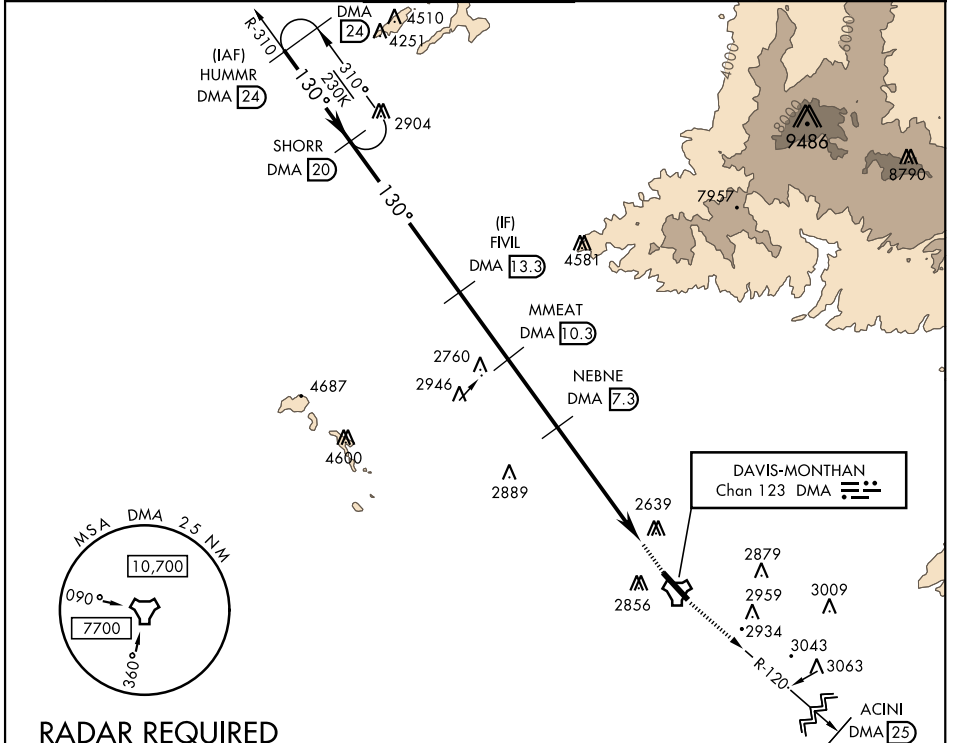 R-310
DMA
24
4510
4251
(IAF)
HUMMR
DMA 24
130°
310°
230K
2904
SHORR
DMA 20
130°
8000
8000
9486
8790
7957
(IF)
FIVIL
DMA 13.3
4581
MMEAT
DMA 10.3
2760
2946
NEBNE
DMA 7.3
4687
4600
2889
DAVIS-MONTHAN
Chan 123 DMA
2639
2856
2879
2959
3009
2934
3043
3063
R-120
ACINI
DMA 25
MSA DMA 25 NM
10,700
090°
7700
360°
RADAR REQUIRED